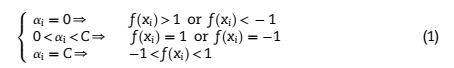 αᵢ = 0 ⇒ f(xᵢ) > 1 or f(xᵢ) < − 1
0 < αᵢ < C ⇒ f(xᵢ) = 1 or f(xᵢ) = −1 (1)
αᵢ = C ⇒ −1 < f(xᵢ) < 1